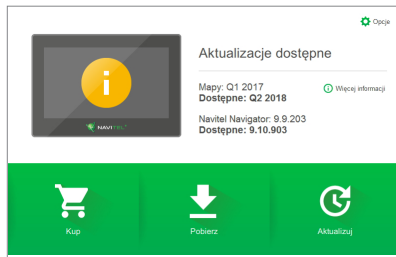 Opcje
Aktualizacje dostępne
Mapy: Q1 2017
Więcej informacji
Dostępne: Q2 2018
Navitel Navigator: 9.9.203
Dostępne: 9.10.903
NAVITEL
Kup
Pobierz
Aktualizuj